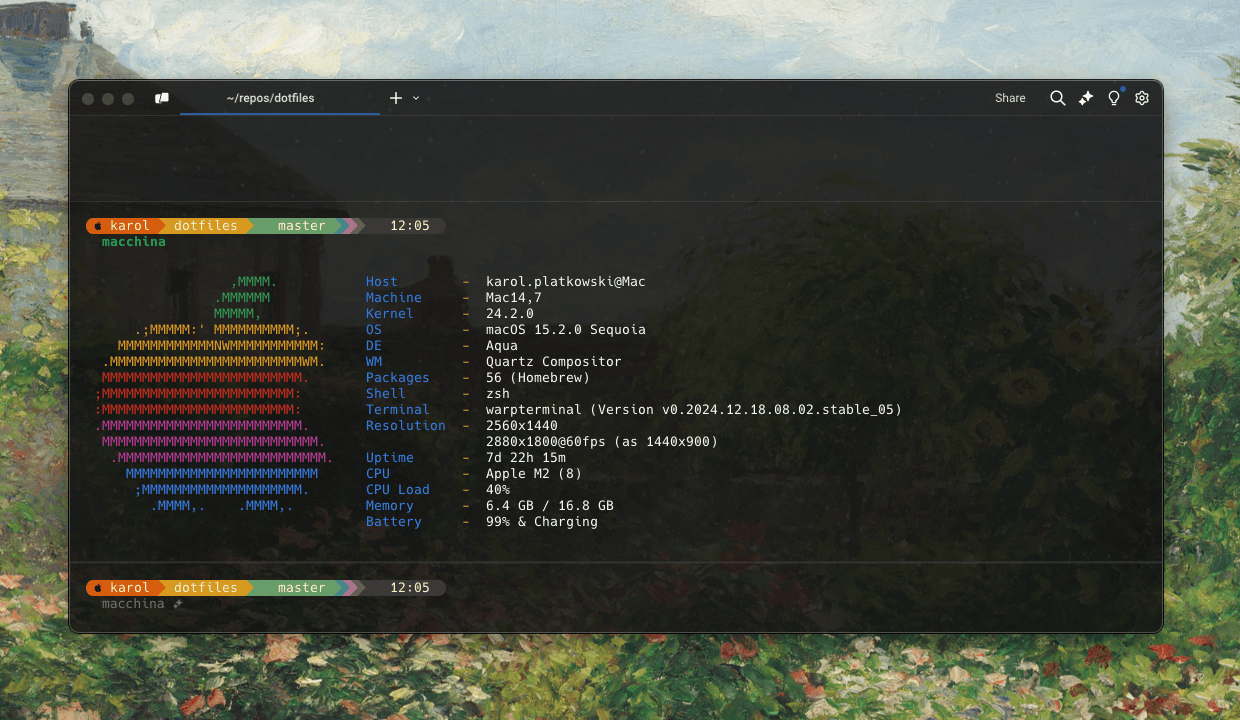 ~/repos/dotfiles
Share
karol dotfiles master 12:05
macchina
,MMMM.
.MMMMMM
MMMMM,
.;MMMMM:' MMMMMMMMMM;.
MMMMMMMMMMMMNWMMMMMMMMMMM:
.MMMMMMMMMMMMMMMMMMMMMMMMWM.
MMMMMMMMMMMMMMMMMMMMMMMMM.
;MMMMMMMMMMMMMMMMMMMMMMMM:
:MMMMMMMMMMMMMMMMMMMMMMMM:
.MMMMMMMMMMMMMMMMMMMMMMMMM.
MMMMMMMMMMMMMMMMMMMMMMMMMMM.
.MMMMMMMMMMMMMMMMMMMMMMMMMM.
MMMMMMMMMMMMMMMMMMMMMMMM
;MMMMMMMMMMMMMMMMMMMM.
.MMMM,. .MMMM,.
Host - karol.platkowski@Mac
Machine - Mac14,7
Kernel - 24.2.0
OS - macOS 15.2.0 Sequoia
DE - Aqua
WM - Quartz Compositor
Packages - 56 (Homebrew)
Shell - zsh
Terminal - warpterminal (Version v0.2024.12.18.08.02.stable_05)
Resolution - 2560x1440
2880x1800@60fps (as 1440x900)
Uptime - 7d 22h 15m
CPU - Apple M2 (8)
CPU Load - 40%
Memory - 6.4 GB / 16.8 GB
Battery - 99% & Charging
karol dotfiles master 12:05
macchina